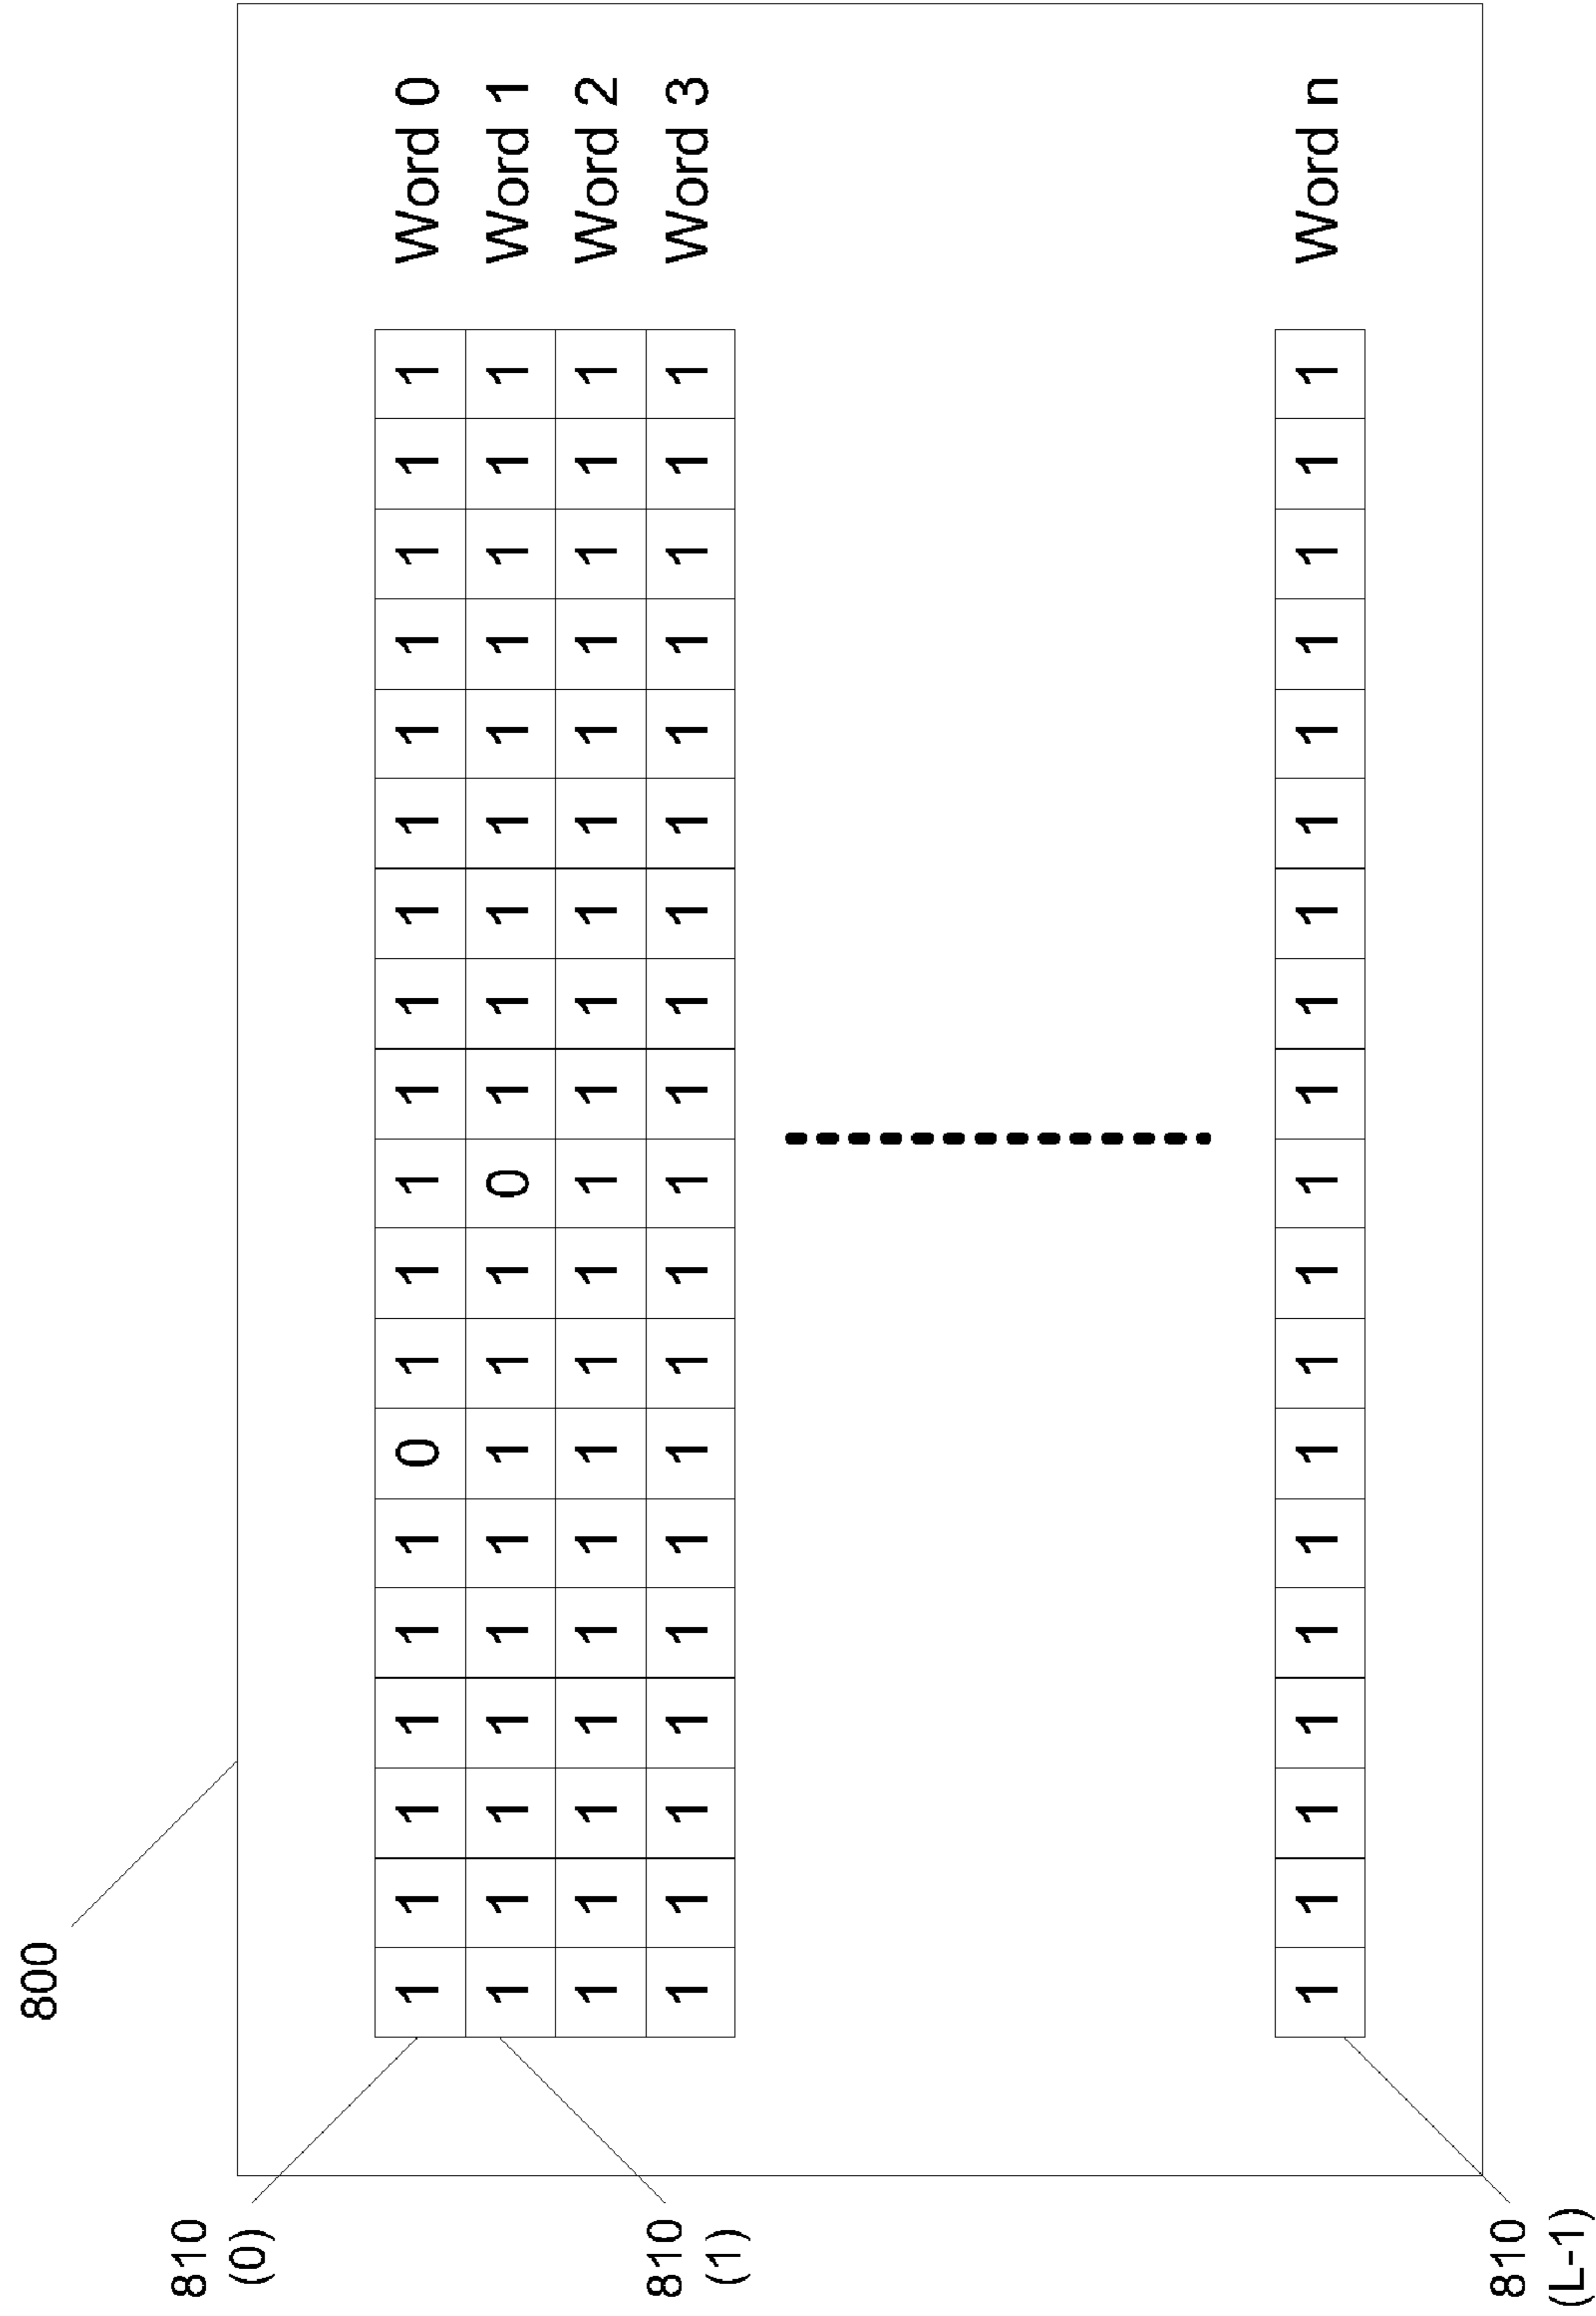 800
810
(0)
1 1 1 1 1 1 0 1 1 1 1 1 1 1 1 1 1 1 1 Word 0
1 1 1 1 1 1 1 1 1 0 1 1 1 1 1 1 1 1 1 Word 1
1 1 1 1 1 1 1 1 1 1 1 1 1 1 1 1 1 1 1 Word 2
1 1 1 1 1 1 1 1 1 1 1 1 1 1 1 1 1 1 1 Word 3
810
(1)
1 1 1 1 1 1 1 1 1 1 1 1 1 1 1 1 1 1 1 Word n
810
(L-1)